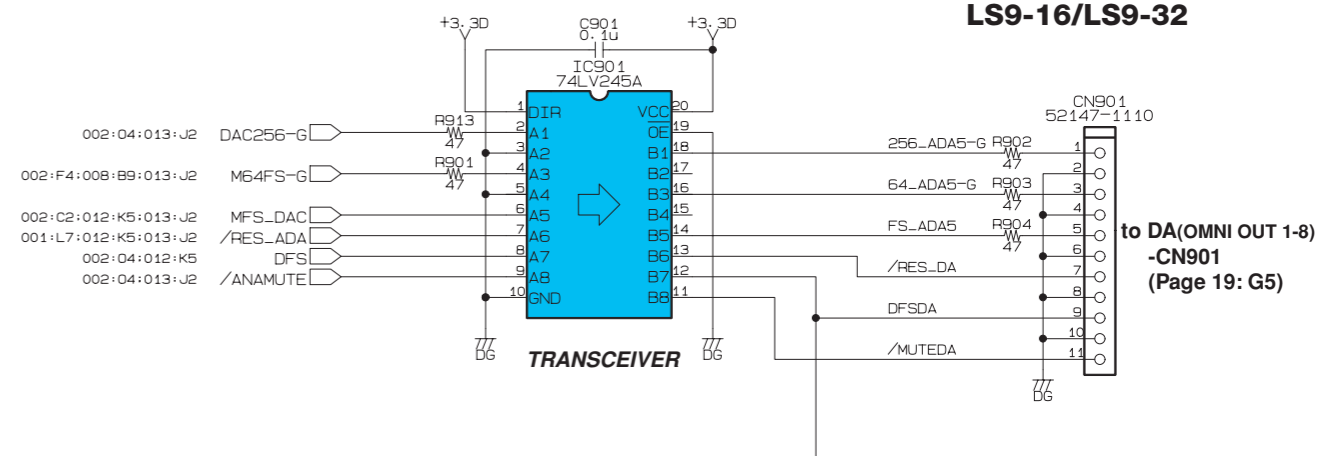 LS9-16/LS9-32
+3.3D
C901
0.1u
+3.3D
IC901
74LV245A
CN901
52147-1110
002:04:013:J2 DAC256-G
R913
47
1 DIR VCC 20
2 A1 OE 19
3 A2 B1 18
4 A3 B2 17
5 A4 B3 16
6 A5 B4 15
7 A6 B5 14
8 A7 B6 13
9 A8 B7 12
10 GND B8 11
002:F4:008:B9:013:J2 M64FS-G
R901
47
002:C2:012:K5:013:J2 MFS_DAC
001:L7:012:K5:013:J2 /RES_ADA
002:04:012:K5 DFS
002:04:013:J2 /ANAMUTE
256_ADA5-G R902
47
64_ADA5-G R903
47
FS_ADA5 R904
47
/RES_DA
DFSDA
/MUTEDA
1
2
3
4
5
6
7
8
9
10
11
to DA(OMNI OUT 1-8)
-CN901
(Page 19: G5)
DG
TRANSCEIVER
DG
DG